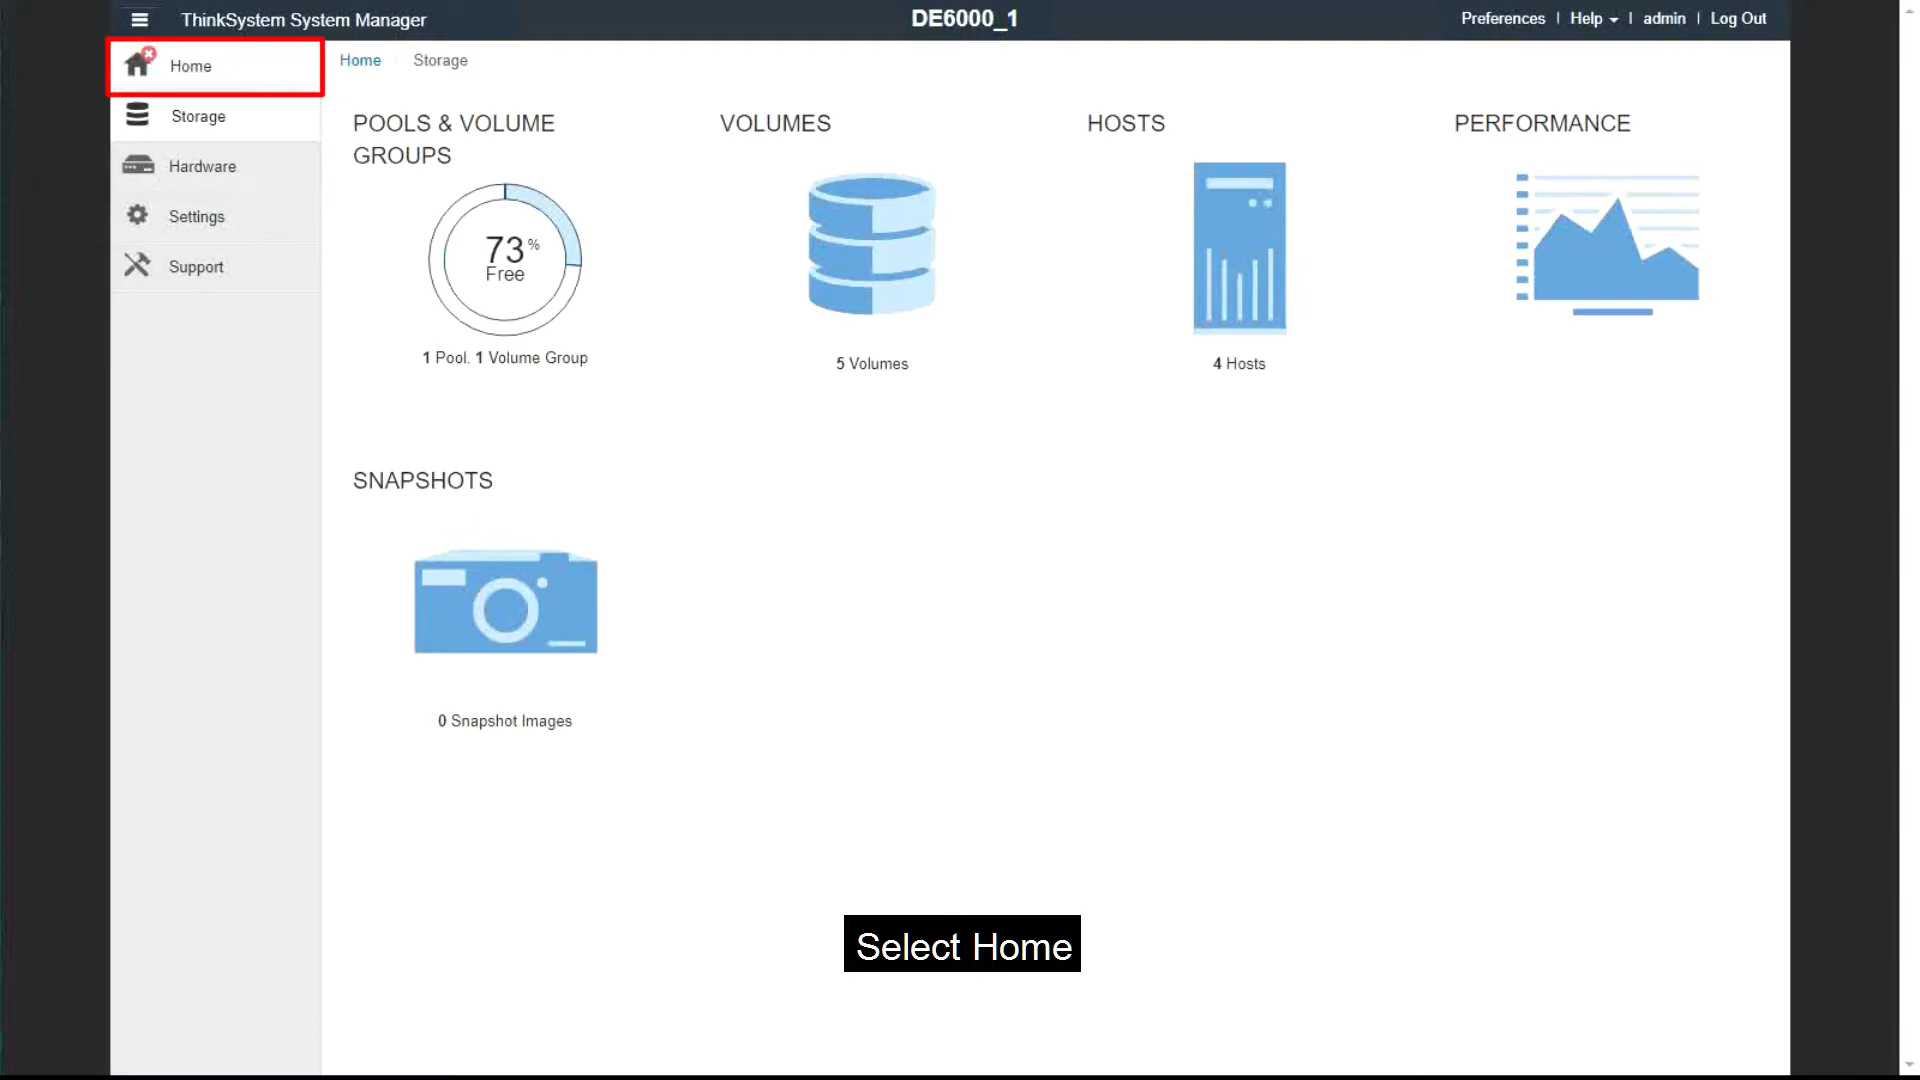 ThinkSystem System Manager
DE6000_1
Preferences | Help | admin | Log Out
Home
Storage
Hardware
Settings
Support
Home Storage
POOLS & VOLUME
GROUPS
73%
Free
1 Pool. 1 Volume Group
VOLUMES
5 Volumes
HOSTS
4 Hosts
PERFORMANCE
SNAPSHOTS
0 Snapshot Images
Select Home